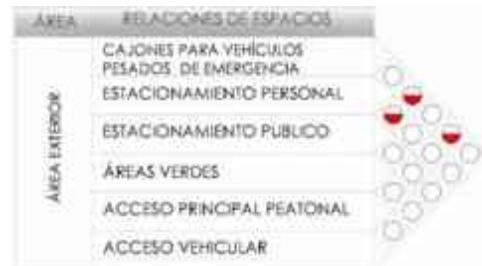 ÁREA RELACIONES DE ESPACIOS
CAJONES PARA VEHÍCULOS
PESADOS DE EMERGENCIA
ESTACIONAMIENTO PERSONAL
ESTACIONAMIENTO PUBLICO
ÁREA EXTERIOR
ÁREAS VERDES
ACCESO PRINCIPAL PEATONAL
ACCESO VEHICULAR